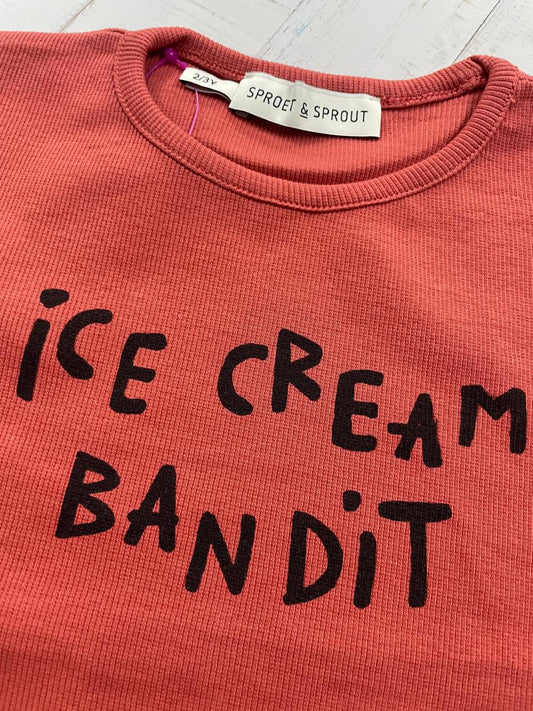 2/3Y
SPROET & SPROUT
iCE CREAM
BANDiT